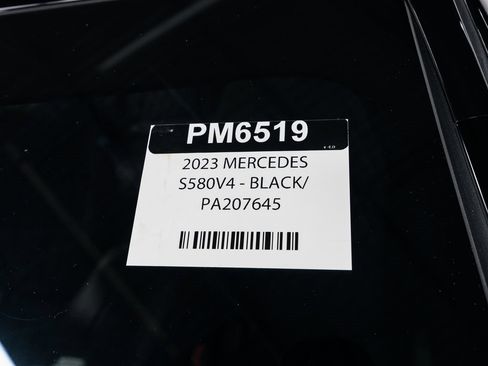 PM6519
2023 MERCEDES
S580V4 - BLACK/
PA207645